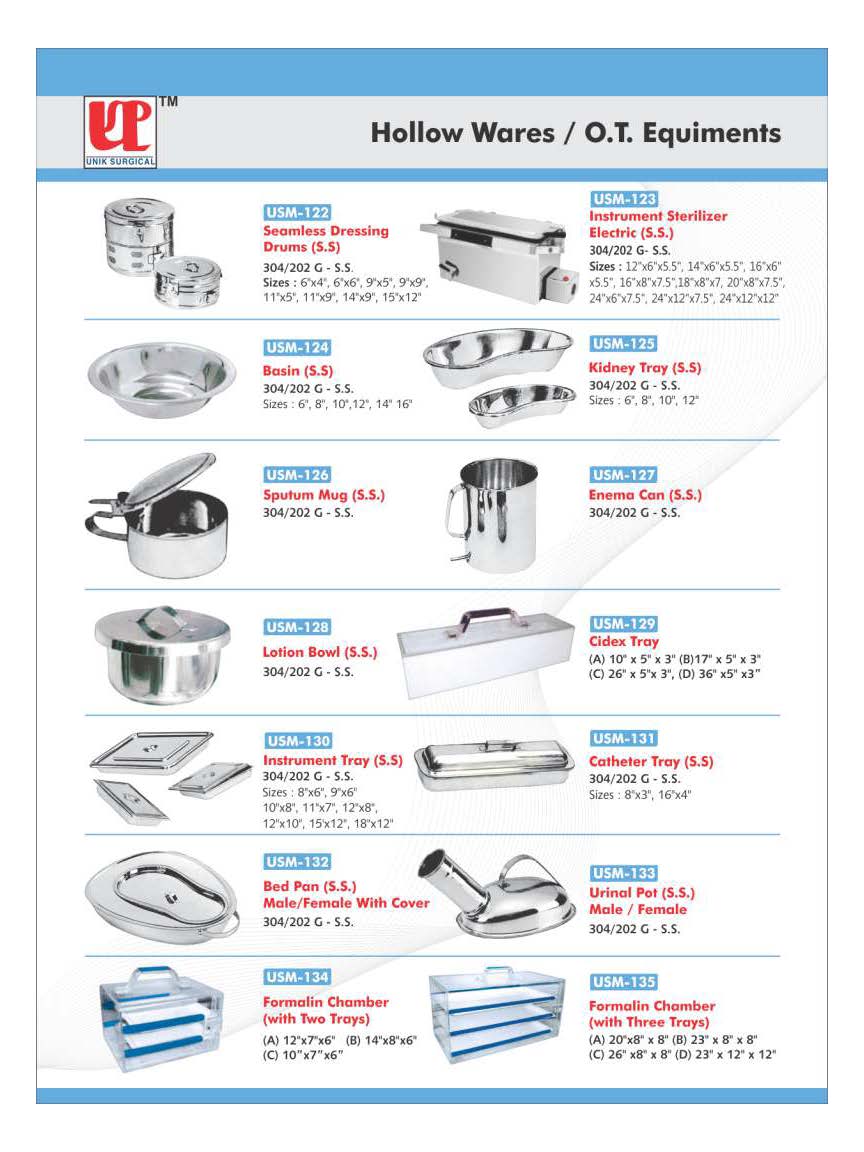 TM
UP
UNIK SURGICAL
Hollow Wares / O.T. Equiments
USM-122
Seamless Dressing
Drums (S.S)
304/202 G - S.S.
Sizes : 6"x4", 6"x6", 9"x5", 9"x9",
11"x5", 11"x9", 14"x9", 15"x12"
USM-123
Instrument Sterilizer
Electric (S.S.)
304/202 G- S.S.
Sizes : 12"x6"x5.5", 14"x6"x5.5", 16"x6"
x5.5", 16"x8"x7.5",18"x8"x7, 20"x8"x7.5",
24"x6"x7.5", 24"x12"x7.5", 24"x12"x12"
USM-124
Basin (S.S)
304/202 G - S.S.
Sizes : 6", 8", 10",12", 14" 16"
USM-125
Kidney Tray (S.S)
304/202 G - S.S.
Sizes : 6", 8", 10", 12"
USM-126
Sputum Mug (S.S.)
304/202 G - S.S.
USM-127
Enema Can (S.S.)
304/202 G - S.S.
USM-128
Lotion Bowl (S.S.)
304/202 G - S.S.
USM-129
Cidex Tray
(A) 10" x 5" x 3" (B)17" x 5" x 3"
(C) 26" x 5"x 3", (D) 36" x5" x3”
USM-130
Instrument Tray (S.S)
304/202 G - S.S.
Sizes : 8"x6", 9"x6"
10"x8", 11"x7", 12"x8",
12"x10", 15'x12", 18"x12"
USM-131
Catheter Tray (S.S)
304/202 G - S.S.
Sizes : 8"x3", 16"x4"
USM-132
Bed Pan (S.S.)
Male/Female With Cover
304/202 G - S.S.
USM-133
Urinal Pot (S.S.)
Male / Female
304/202 G - S.S.
USM-134
Formalin Chamber
(with Two Trays)
(A) 12"x7"x6" (B) 14"x8"x6"
(C) 10”x7”x6”
USM-135
Formalin Chamber
(with Three Trays)
(A) 20"x8" x 8" (B) 23" x 8" x 8"
(C) 26" x8" x 8" (D) 23" x 12" x 12"